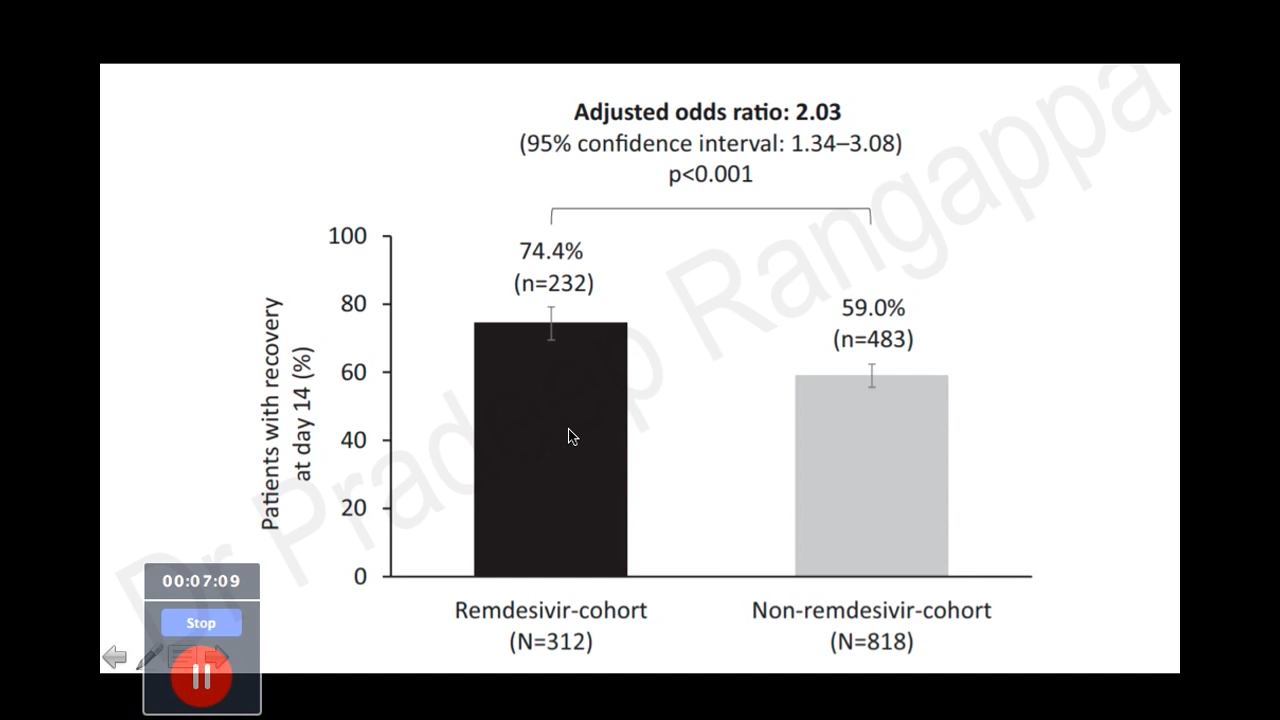 Adjusted odds ratio: 2.03
(95% confidence interval: 1.34–3.08)
p<0.001
100
80
60
40
20
0
Patients with recovery
at day 14 (%)
74.4%
(n=232)
59.0%
(n=483)
Remdesivir-cohort
(N=312)
Non-remdesivir-cohort
(N=818)
Dr Pradeep Rangappa
00:07:09
Stop